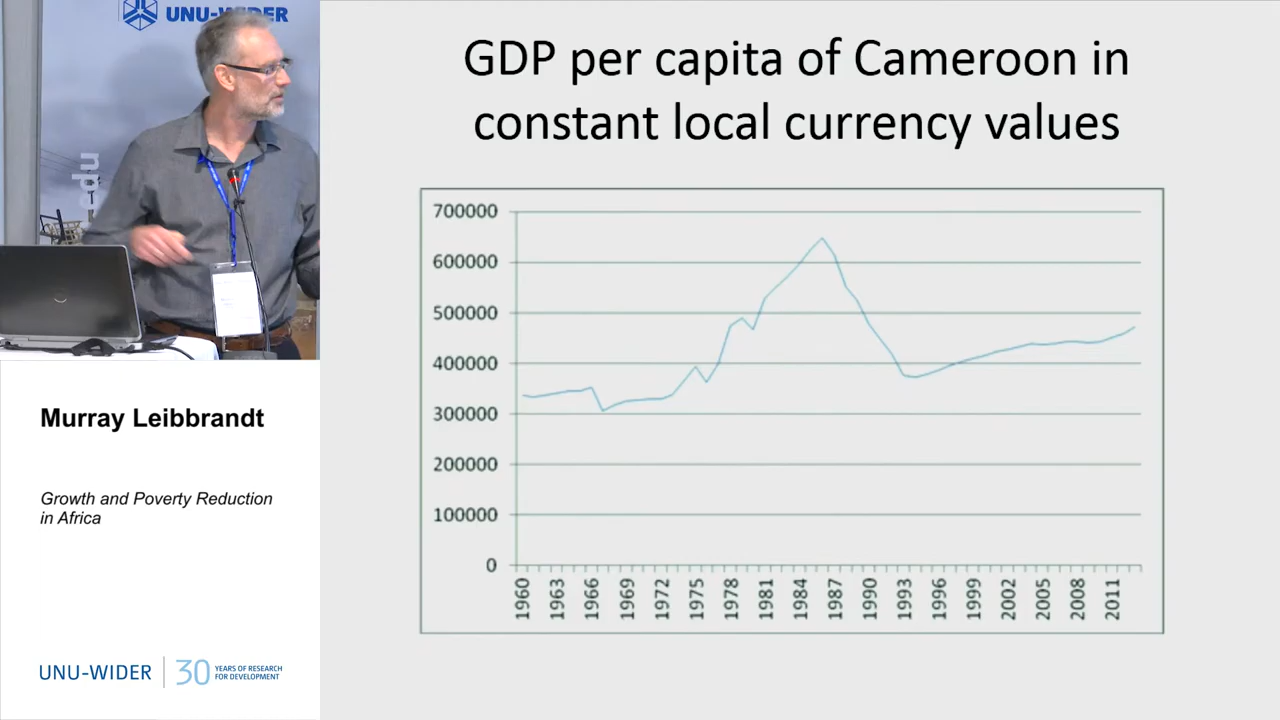 UNU-WIDER
edu
Murray Leibbrandt
Growth and Poverty Reduction
in Africa
UNU-WIDER
30 YEARS OF RESEARCH
FOR DEVELOPMENT
GDP per capita of Cameroon in
constant local currency values
700000
600000
500000
400000
300000
200000
100000
0
1960 1963 1966 1969 1972 1975 1978 1981 1984 1987 1990 1993 1996 1999 2002 2005 2008 2011